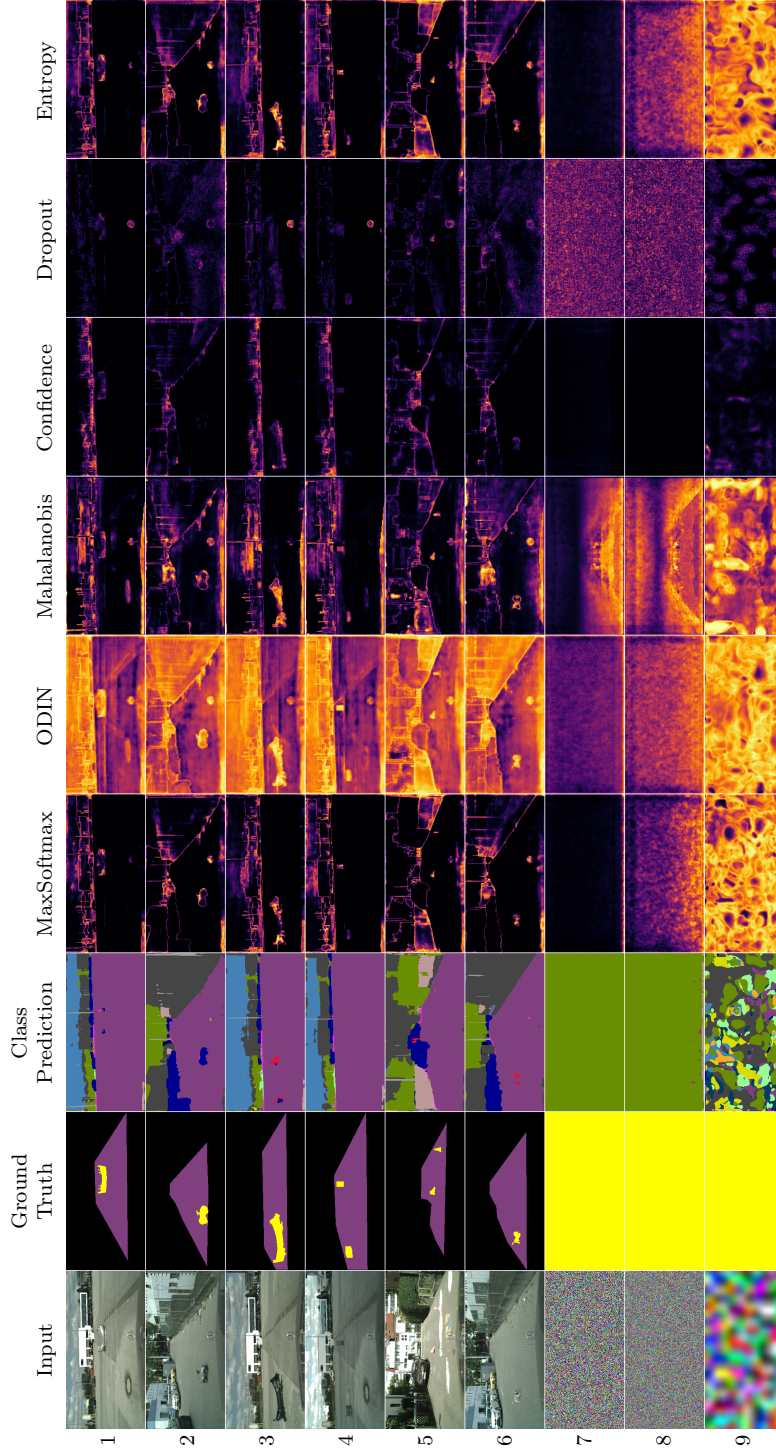 Input
Ground
Truth
Class
Prediction
MaxSoftmax
ODIN
Mahalanobis
Confidence
Dropout
Entropy
1
2
3
4
5
6
7
8
9